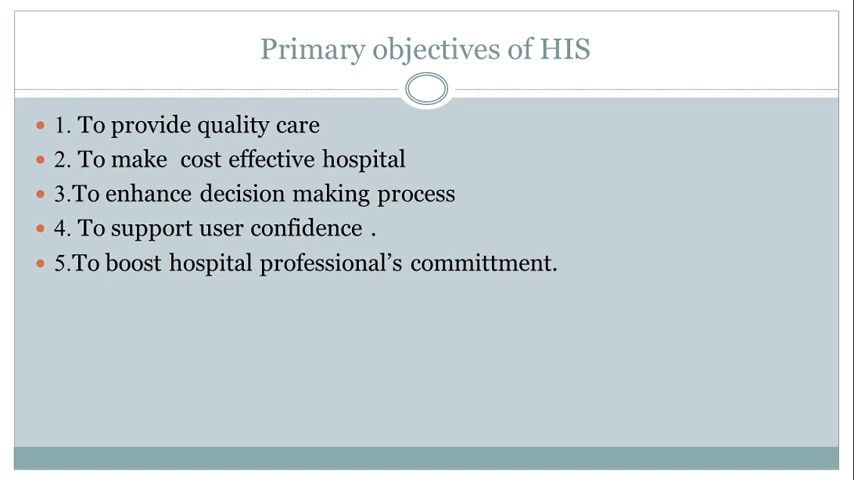 Primary objectives of HIS
• 1. To provide quality care
• 2. To make  cost effective hospital
• 3.To enhance decision making process
• 4. To support user confidence .
• 5.To boost hospital professional’s committment.